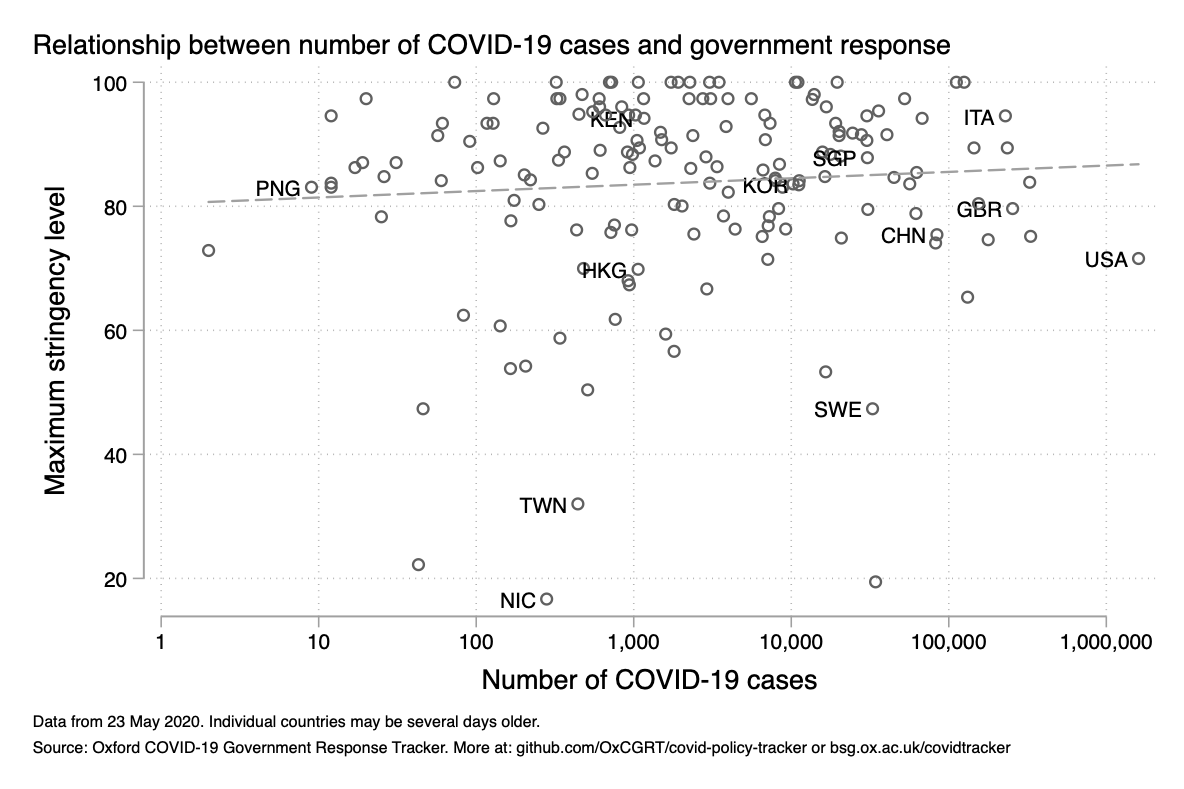 Relationship between number of COVID-19 cases and government response
Maximum stringency level
100
80
60
40
20
KEN
ITA
SGP
PNG
KOR
GBR
CHN
USA
HKG
SWE
TWN
NIC
1 10 100 1,000 10,000 100,000 1,000,000
Number of COVID-19 cases
Data from 23 May 2020. Individual countries may be several days older.
Source: Oxford COVID-19 Government Response Tracker. More at: github.com/OxCGRT/covid-policy-tracker or bsg.ox.ac.uk/covidtracker